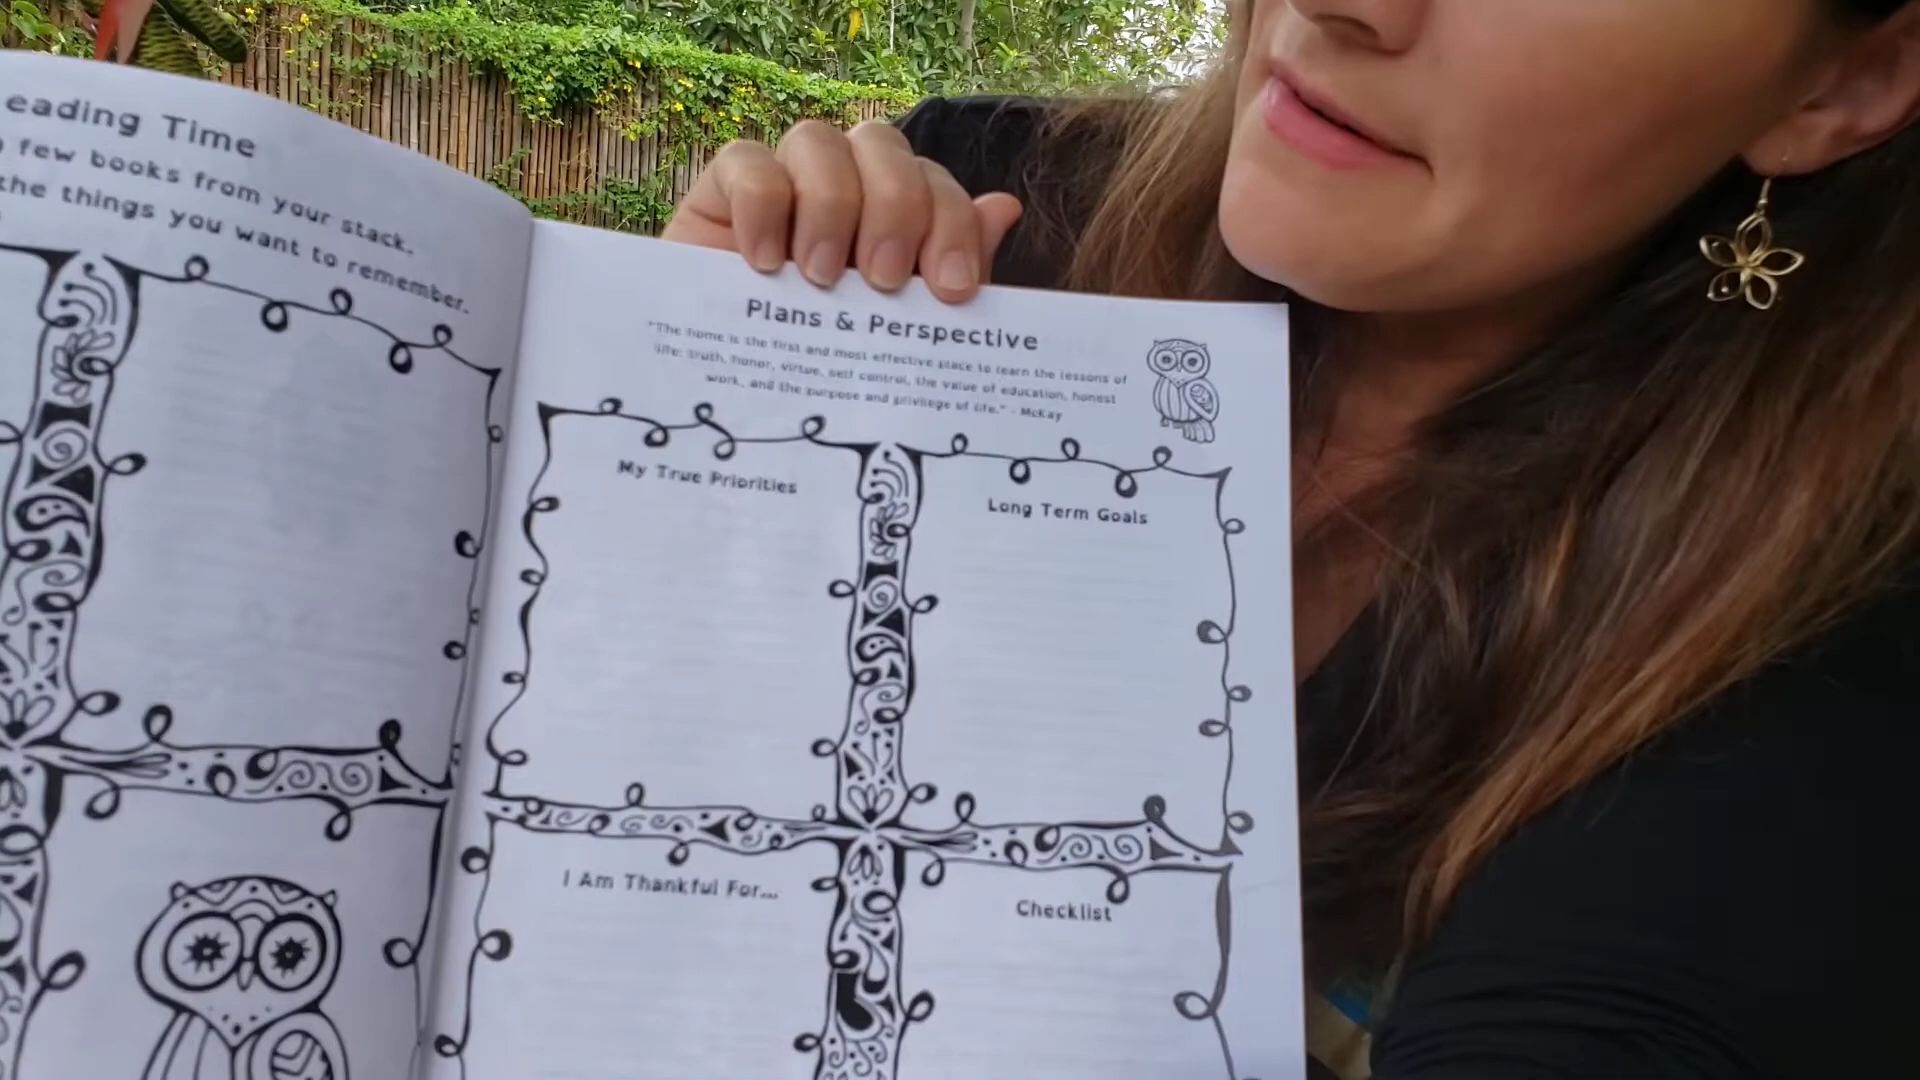 eading Time
few books from your stack.
the things you want to remember.
Plans & Perspective
"The home is the first and most effective place to learn the lessons of
life: truth, honor, virtue, self control, the value of education, honest
work, and the purpose and privilege of life." - McKay
My True Priorities
Long Term Goals
I Am Thankful For...
Checklist